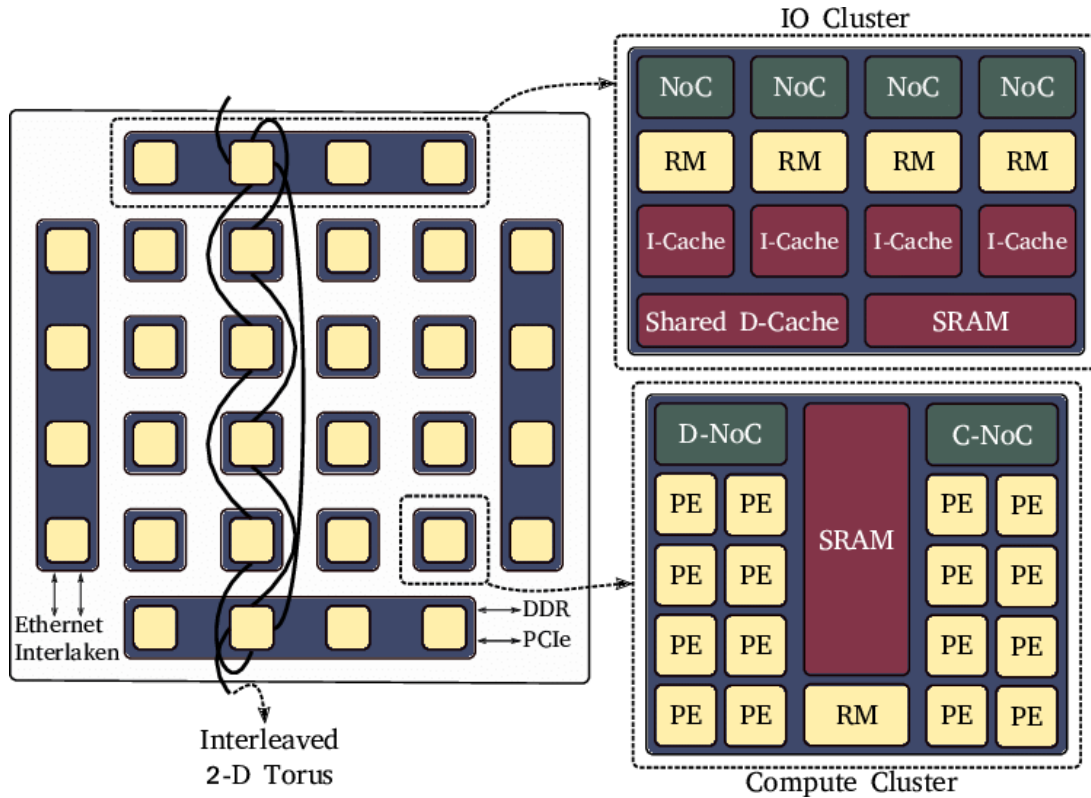 IO Cluster
NoC NoC NoC NoC
RM RM RM RM
I-Cache I-Cache I-Cache I-Cache
Shared D-Cache SRAM
Ethernet
Interlaken
DDR
PCIe
Interleaved
2-D Torus
D-NoC C-NoC
PE PE PE PE
SRAM
PE PE PE PE
PE PE PE PE
PE PE RM PE PE
Compute Cluster